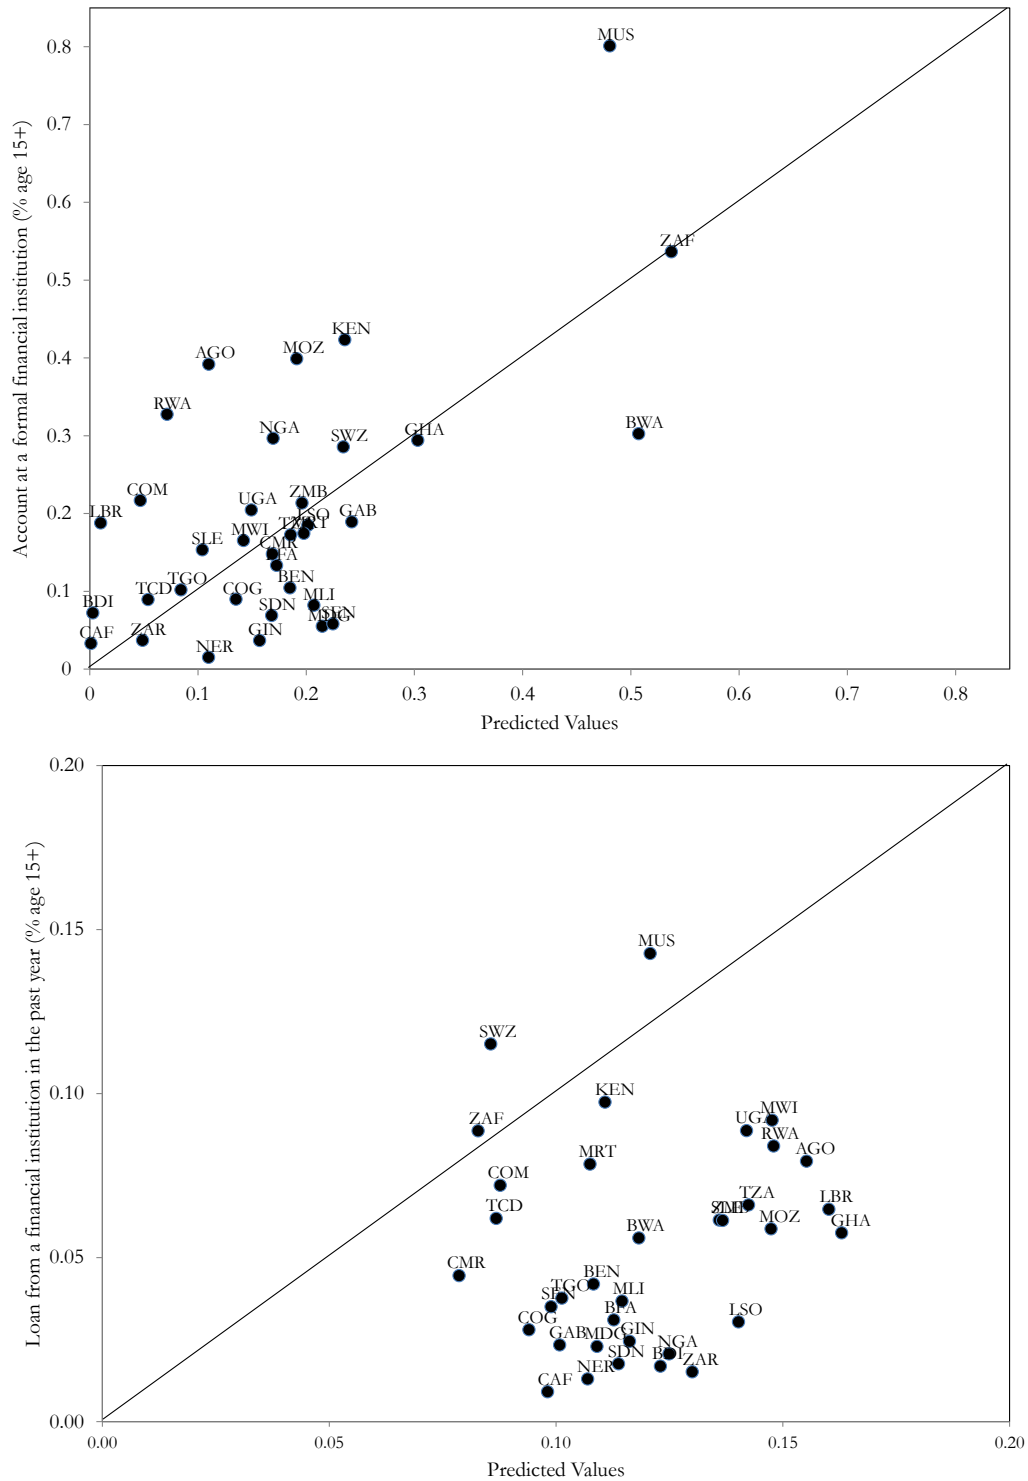 Account at a formal financial institution (% age 15+)
0.8
0.7
0.6
0.5
0.4
0.3
0.2
0.1
0
MUS
ZAF
KEN
MOZ
AGO
RWA
NGA
SWZ
GHA
BWA
COM
LBR
UGA
ZMB
GAB
SLE
MWI
CMR
BEN
TGO
TCD
COG
MLI
SDN
SEN
BDI
GIN
CAF
ZAR
NER
0 0.1 0.2 0.3 0.4 0.5 0.6 0.7 0.8
Predicted Values
Loan from a financial institution in the past year (% age 15+)
0.20
0.15
0.10
0.05
0.00
MUS
SWZ
KEN
ZAF
MWI
UGA
RWA
MRT
AGO
COM
TCD
TZA
LBR
MOZ
GHA
BWA
CMR
BEN
TGO
SEN
MLI
BFA
LSO
COG
GAB
MDG
GIN
NGA
SDN
BDI
ZAR
NER
CAF
0.00 0.05 0.10 0.15 0.20
Predicted Values